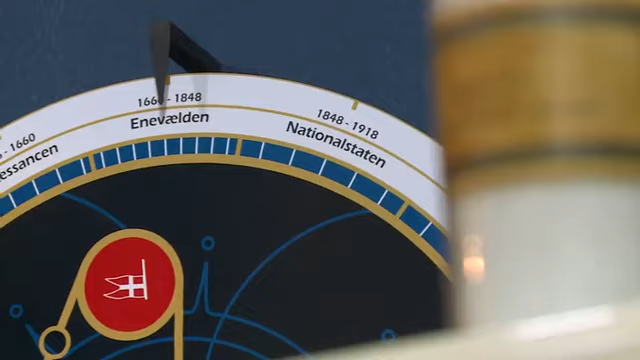 1660 - 1848
Enevælden
1848 - 1918
Nationalstaten
- 1660
essancen